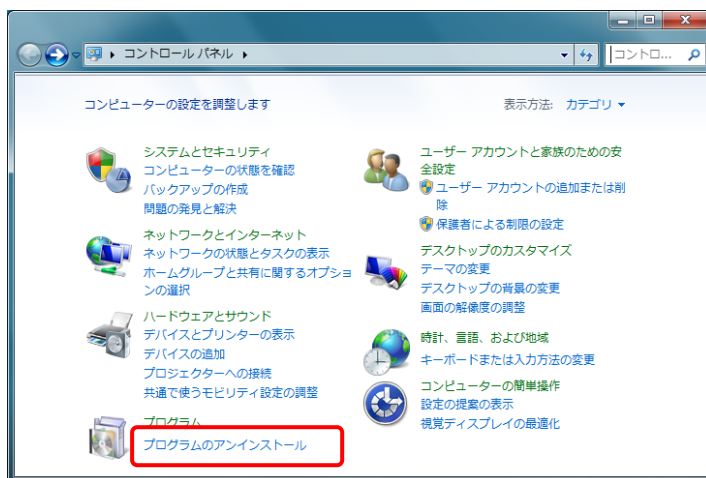 コントロール パネル
コントロ...
コンピューターの設定を調整します
表示方法: カテゴリ
システムとセキュリティ
コンピューターの状態を確認
バックアップの作成
問題の発見と解決
ネットワークとインターネット
ネットワークの状態とタスクの表示
ホームグループと共有に関するオプショ
ンの選択
ハードウェアとサウンド
デバイスとプリンターの表示
デバイスの追加
プロジェクターへの接続
共通で使うモビリティ設定の調整
プログラム
プログラムのアンインストール
ユーザー アカウントと家族のための安
全設定
ユーザー アカウントの追加または削
除
保護者による制限の設定
デスクトップのカスタマイズ
テーマの変更
デスクトップの背景の変更
画面の解像度の調整
時計、言語、および地域
キーボードまたは入力方法の変更
コンピューターの簡単操作
設定の提案の表示
視覚ディスプレイの最適化